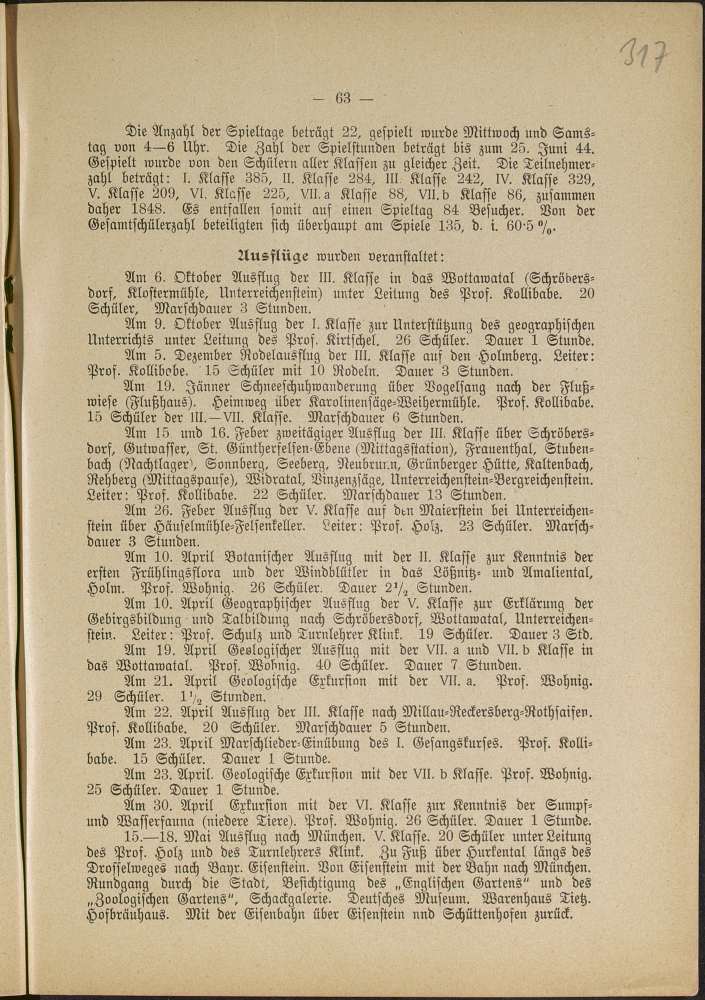 317
— 63 —
Die Anzahl der Spieltage beträgt 22, gespielt wurde Mittwoch und Sams-
tag von 4—6 Uhr. Die Zahl der Spielstunden beträgt bis zum 25. Juni 44.
Gespielt wurde von den Schülern aller Klassen zu gleicher Zeit. Die Teilnehmer-
zahl beträgt: I. Klasse 385, II. Klasse 284, III. Klasse 242, IV. Klasse 329,
V. Klasse 209, VI. Klasse 225, VII. a Klasse 88, VII. b Klasse 86, zusammen
daher 1848. Es entfallen somit auf einen Spieltag 84 Besucher. Von der
Gesamtschülerzahl beteiligten sich überhaupt am Spiele 135, d. i. 60·5 %.
Ausflüge wurden veranstaltet:
Am 6. Oktober Ausflug der III. Klasse in das Wottawatal (Schröbers-
dorf, Klostermühle, Unterreichenstein) unter Leitung des Prof. Kollibabe. 20
Schüler, Marschdauer 3 Stunden.
Am 9. Oktober Ausflug der I. Klasse zur Unterstützung des geographischen
Unterrichts unter Leitung des Prof. Kirtschel. 26 Schüler. Dauer 1 Stunde.
Am 5. Dezember Rodelausflug der III. Klasse auf den Holmberg. Leiter:
Prof. Kollibabe. 15 Schüler mit 10 Rodeln. Dauer 3 Stunden.
Am 19. Jänner Schneeschuhwanderung über Vogelsang nach der Fluß-
wiese (Flußhaus). Heimweg über Karolinensäge-Weihermühle. Prof. Kollibabe.
15 Schüler der III.—VII. Klasse. Marschdauer 6 Stunden.
Am 15 und 16. Feber zweitägiger Ausflug der III. Klasse über Schröbers-
dorf, Gutwasser, St. Güntherfelsen-Ebene (Mittagsstation), Frauenthal, Stuben-
bach (Nachtlager), Sonnberg, Seeberg, Neubrunn, Grünberger Hütte, Kaltenbach,
Rehberg (Mittagspause), Widratal, Vinzenzsäge, Unterreichenstein-Bergreichenstein.
Leiter: Prof. Kollibabe. 22 Schüler. Marschdauer 13 Stunden.
Am 26. Feber Ausflug der V. Klasse auf den Maierstein bei Unterreichen-
stein über Häuselmühle-Felsenkeller. Leiter: Prof. Holz. 23 Schüler. Marsch-
dauer 3 Stunden.
Am 10. April Botanischer Ausflug mit der II. Klasse zur Kenntnis der
ersten Frühlingsflora und der Windblütler in das Lößnitz- und Amaliental,
Holm. Prof. Wohnig. 26 Schüler. Dauer 2½ Stunden.
Am 10. April Geographischer Ausflug der V. Klasse zur Erklärung der
Gebirgsbildung und Talbildung nach Schröbersdorf, Wottawatal, Unterreichen-
stein. Leiter: Prof. Schulz und Turnlehrer Klink. 19 Schüler. Dauer 3 Std.
Am 19. April Geologischer Ausflug mit der VII. a und VII. b Klasse in
das Wottawatal. Prof. Wohnig. 40 Schüler. Dauer 7 Stunden.
Am 21. April Geologische Exkursion mit der VII. a. Prof. Wohnig.
29 Schüler. 1½ Stunden.
Am 22. April Ausflug der III. Klasse nach Millau-Reckersberg-Rothsaifen.
Prof. Kollibabe. 20 Schüler. Marschdauer 5 Stunden.
Am 23. April Marschlieder-Einübung des I. Gesangskurses. Prof. Kolli-
babe. 15 Schüler. Dauer 1 Stunde.
Am 23. April. Geologische Exkursion mit der VII. b Klasse. Prof. Wohnig.
25 Schüler. Dauer 1 Stunde.
Am 30. April Exkursion mit der VI. Klasse zur Kenntnis der Sumpf-
und Wasserfauna (niedere Tiere). Prof. Wohnig. 26 Schüler. Dauer 1 Stunde.
15.—18. Mai Ausflug nach München. V. Klasse. 20 Schüler unter Leitung
des Prof. Holz und des Turnlehrers Klink. Zu Fuß über Hurkental längs des
Drosselweges nach Bayr. Eisenstein. Von Eisenstein mit der Bahn nach München.
Rundgang durch die Stadt, Besichtigung des „Englischen Gartens“ und des
„Zoologischen Gartens“, Schackgalerie. Deutsches Museum. Warenhaus Tietz.
Hofbräuhaus. Mit der Eisenbahn über Eisenstein nnd Schüttenhofen zurück.